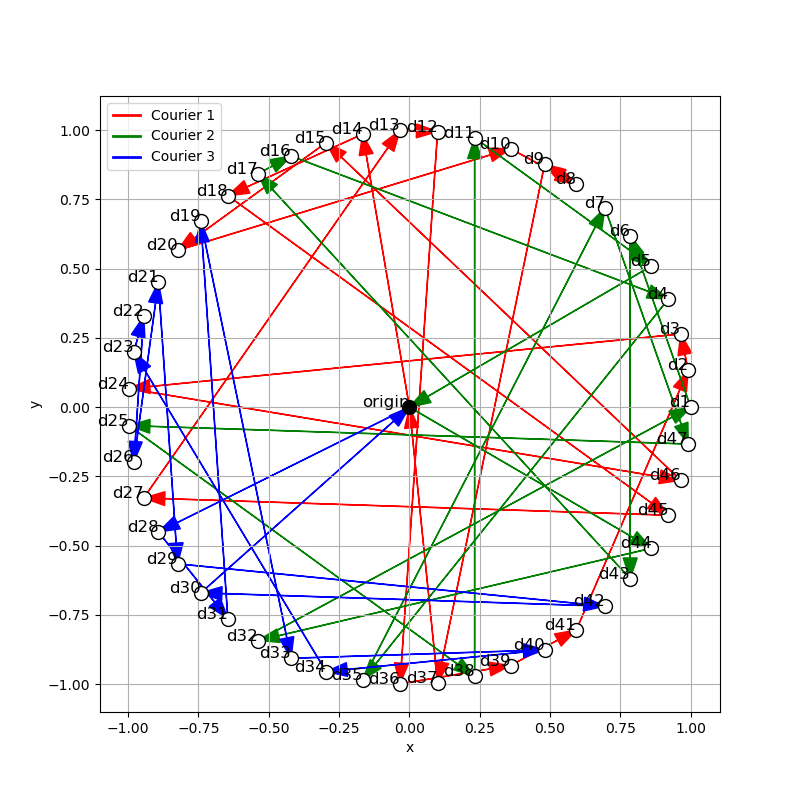 Courier 1
Courier 2
Courier 3
d13
d12
d14
d11
d15
d10
d16
d9
d17
d8
d18
d7
d19
d6
d20
d5
d21
d4
d22
d3
d23
d2
d24
origin
d1
d25
d47
d26
d46
d27
d45
d28
d44
d29
d43
d30
d42
d31
d41
d32
d40
d33
d39
d34
d38
d35
d37
d36
1.00
0.75
0.50
0.25
0.00
−0.25
−0.50
−0.75
−1.00
y
−1.00 −0.75 −0.50 −0.25 0.00 0.25 0.50 0.75 1.00
x